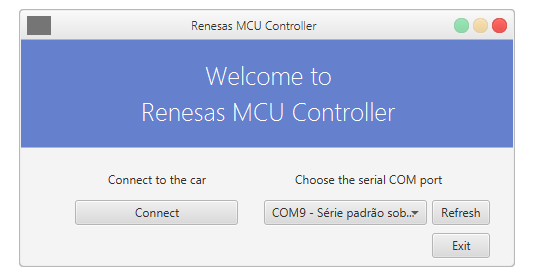 Renesas MCU Controller
Welcome to
Renesas MCU Controller
Connect to the car
Choose the serial COM port
Connect
COM9 - Série padrão sob...
Refresh
Exit